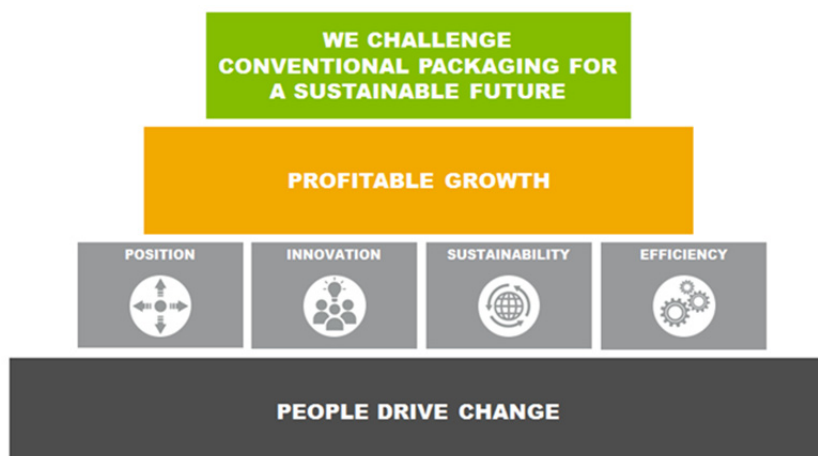 WE CHALLENGE
CONVENTIONAL PACKAGING FOR
A SUSTAINABLE FUTURE
PROFITABLE GROWTH
POSITION
INNOVATION
SUSTAINABILITY
EFFICIENCY
PEOPLE DRIVE CHANGE